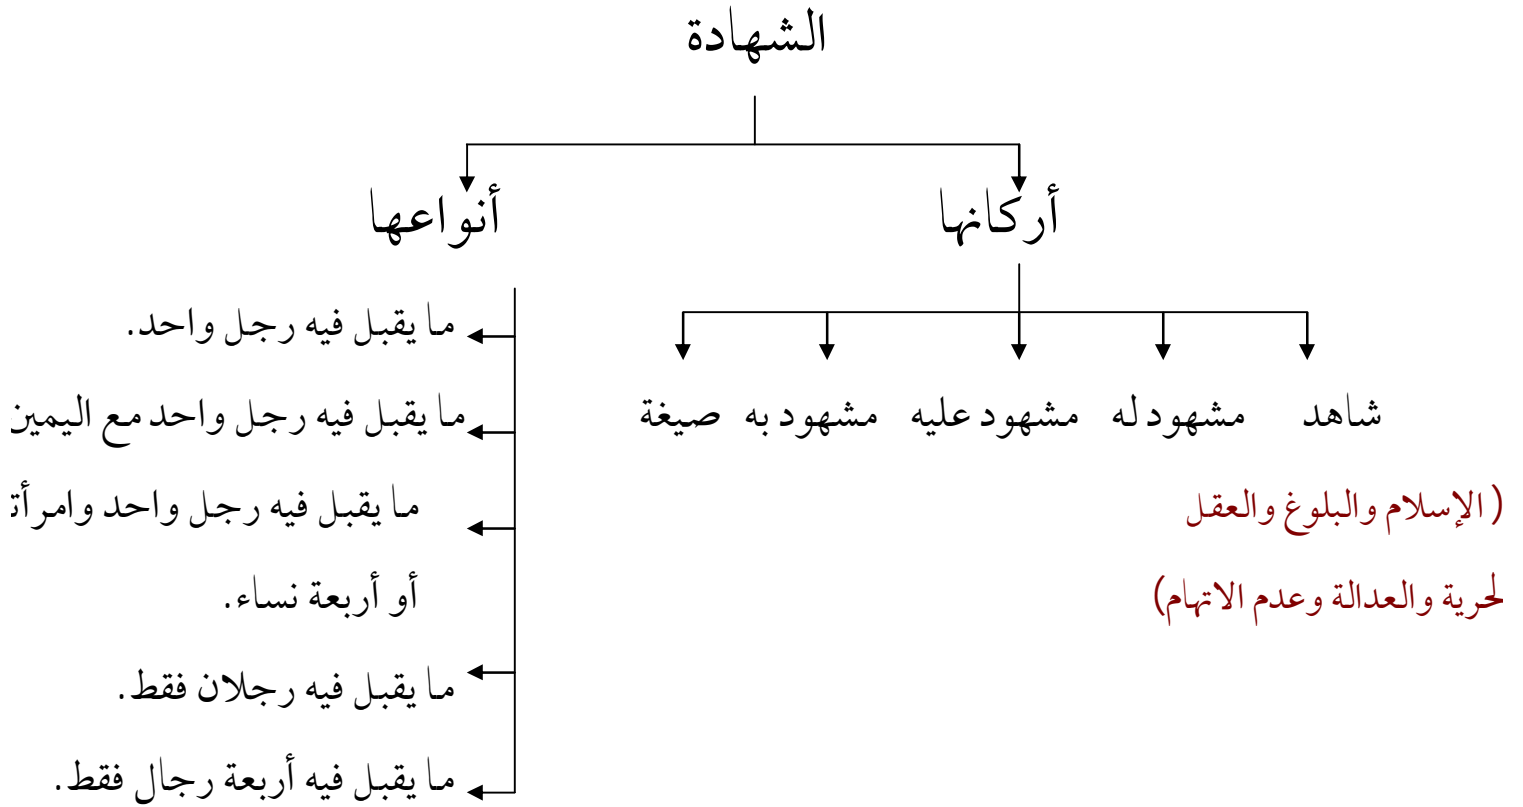 الشهادة
أركانها
أنواعها
شاهد
مشهود له
مشهود عليه
مشهود به
صيغة
(الإسلام والبلوغ والعقل
لحرية والعدالة وعدم الاتهام)
ما يقبل فيه رجل واحد.
ما يقبل فيه رجل واحد مع اليمين
ما يقبل فيه رجل واحد
أو أربعة نساء.
ما يقبل فيه رجلان فقط.
ما يقبل فيه أربعة رجال فقط.